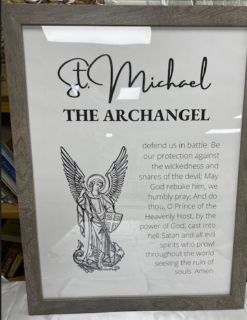 St. Michael
THE ARCHANGEL
defend us in battle. Be
our protection against
the wickedness and
snares of the devil; May
God rebuke him, we
humbly pray; And do
thou, O Prince of the
Heavenly Host, by the
power of God, cast into
hell Satan and all evil
spirits who prowl
throughout the world
seeking the ruin of
souls. Amen.